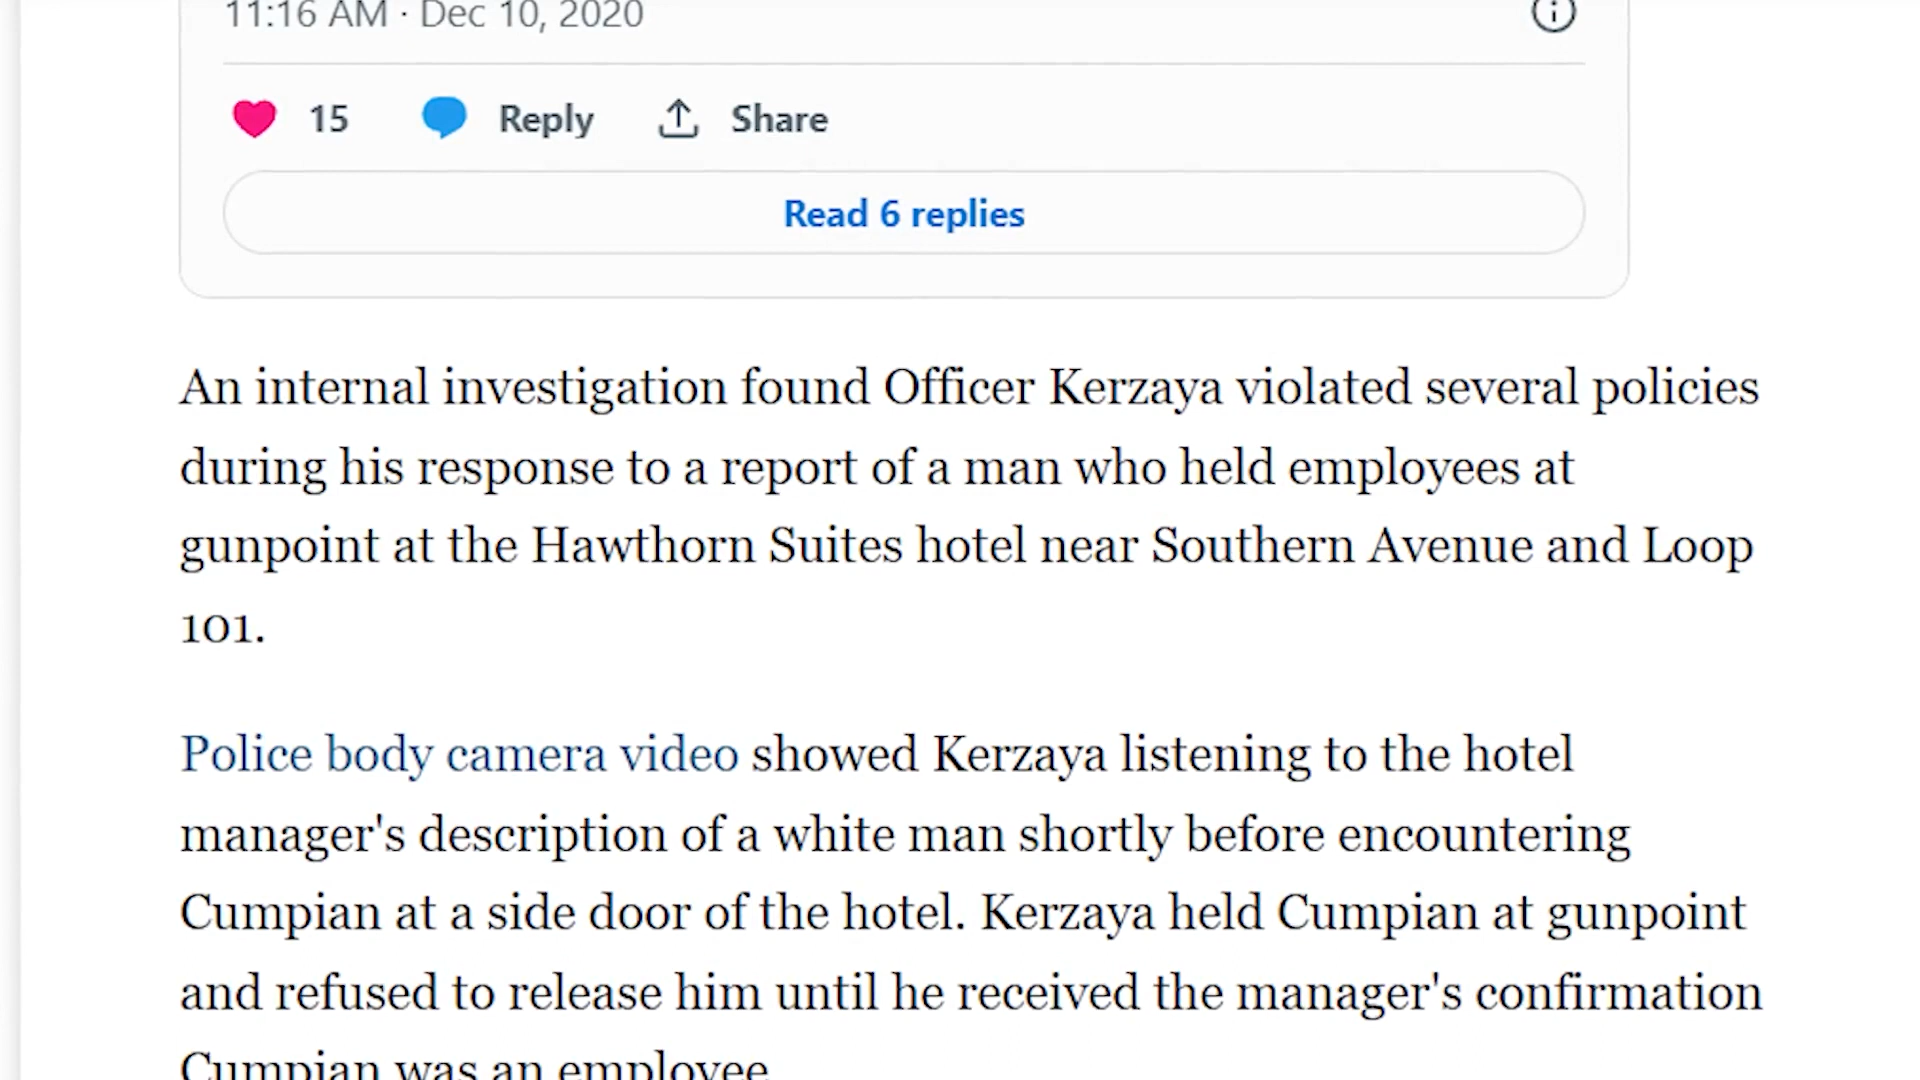 11:16 AM · Dec 10, 2020
15 Reply Share
Read 6 replies
An internal investigation found Officer Kerzaya violated several policies
during his response to a report of a man who held employees at
gunpoint at the Hawthorn Suites hotel near Southern Avenue and Loop
101.
Police body camera video showed Kerzaya listening to the hotel
manager's description of a white man shortly before encountering
Cumpian at a side door of the hotel. Kerzaya held Cumpian at gunpoint
and refused to release him until he received the manager's confirmation
Cumpian was an employee.